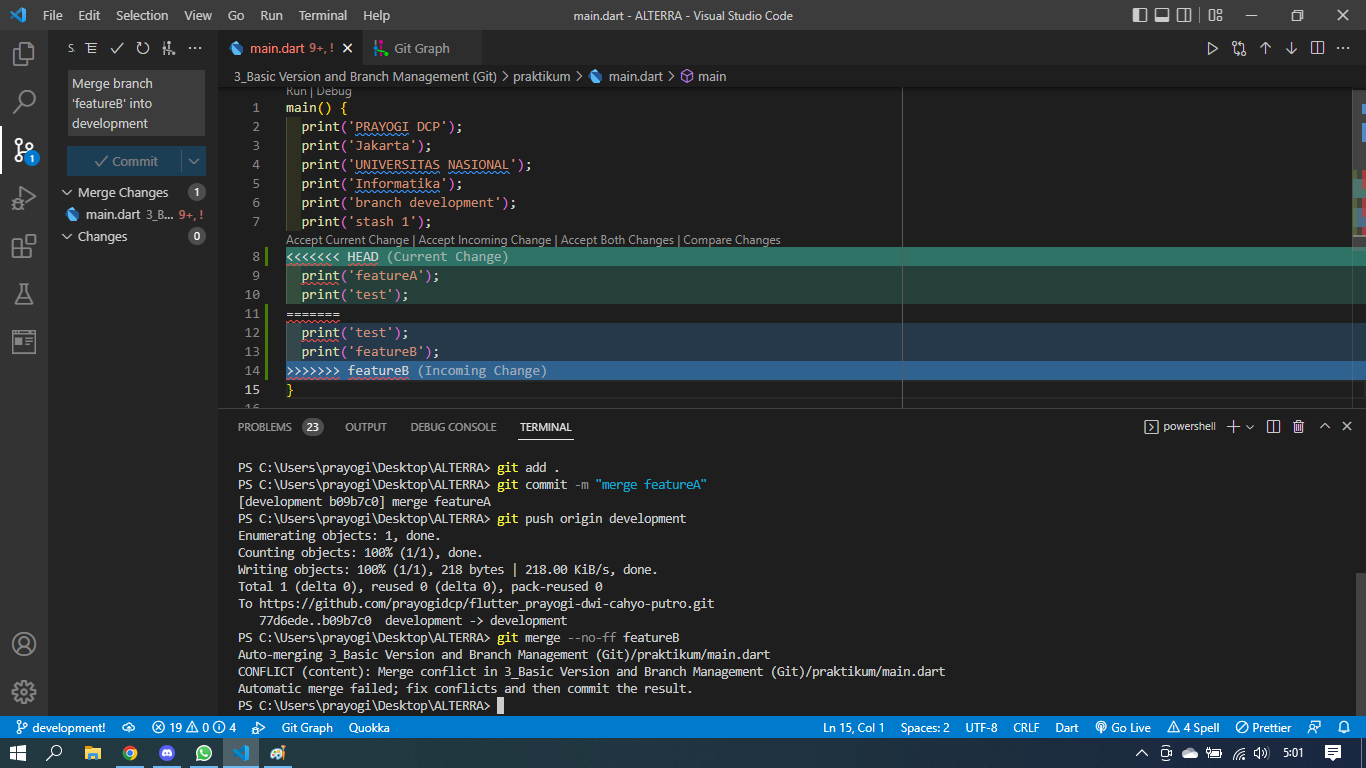 File Edit Selection View Go Run Terminal Help main.dart - ALTERRA - Visual Studio Code
S.
main.dart 9+, !
Git Graph
3_Basic Version and Branch Management (Git) > praktikum > main.dart > main
Merge branch
'featureB' into
development
Commit
Merge Changes 1
main.dart 3_B... 9+, !
Changes 0
1
Run | Debug
1 main() {
2 print('PRAYOGI DCP');
3 print('Jakarta');
4 print('UNIVERSITAS NASIONAL');
5 print('Informatika');
6 print('branch development');
7 print('stash 1');
Accept Current Change | Accept Incoming Change | Accept Both Changes | Compare Changes
8 <<<<<<< HEAD (Current Change)
9 print('featureA');
10 print('test');
11 =======
12 print('test');
13 print('featureB');
14 >>>>>>> featureB (Incoming Change)
15 }
16
PROBLEMS 23 OUTPUT DEBUG CONSOLE TERMINAL powershell
PS C:\Users\prayogi\Desktop\ALTERRA> git add .
PS C:\Users\prayogi\Desktop\ALTERRA> git commit -m "merge featureA"
[development b09b7c0] merge featureA
PS C:\Users\prayogi\Desktop\ALTERRA> git push origin development
Enumerating objects: 1, done.
Counting objects: 100% (1/1), done.
Writing objects: 100% (1/1), 218 bytes | 218.00 KiB/s, done.
Total 1 (delta 0), reused 0 (delta 0), pack-reused 0
To https://github.com/prayogidcp/flutter_prayogi-dwi-cahyo-putro.git
77d6ede..b09b7c0 development -> development
PS C:\Users\prayogi\Desktop\ALTERRA> git merge --no-ff featureB
Auto-merging 3_Basic Version and Branch Management (Git)/praktikum/main.dart
CONFLICT (content): Merge conflict in 3_Basic Version and Branch Management (Git)/praktikum/main.dart
Automatic merge failed; fix conflicts and then commit the result.
PS C:\Users\prayogi\Desktop\ALTERRA>
development! 19 0 4 Git Graph Quokka Ln 15, Col 1 Spaces: 2 UTF-8 CRLF Dart Go Live 4 Spell Prettier
5:01